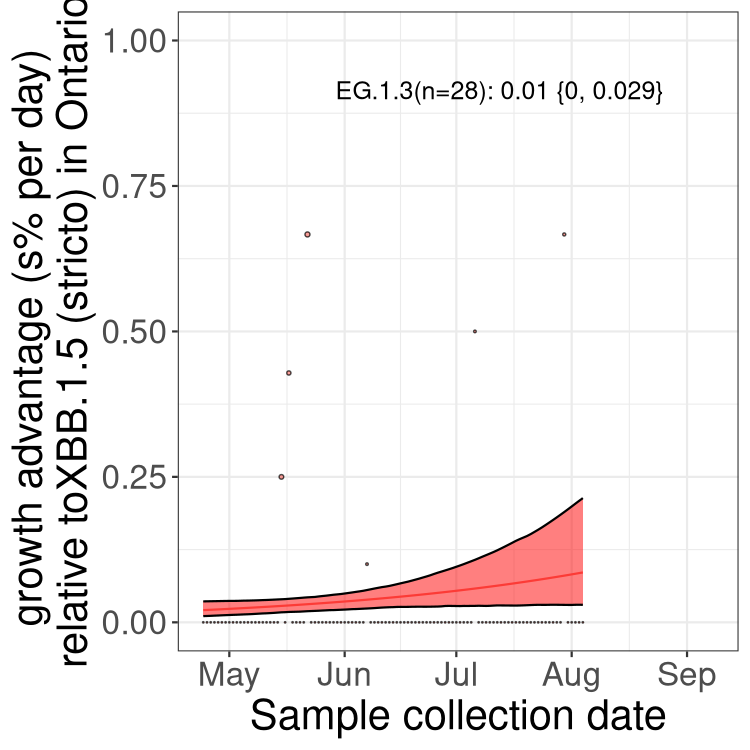 growth advantage (s% per day)
relative toXBB.1.5 (stricto) in Ontario
1.00
0.75
0.50
0.25
0.00
EG.1.3(n=28): 0.01 {0, 0.029}
May Jun Jul Aug Sep
Sample collection date